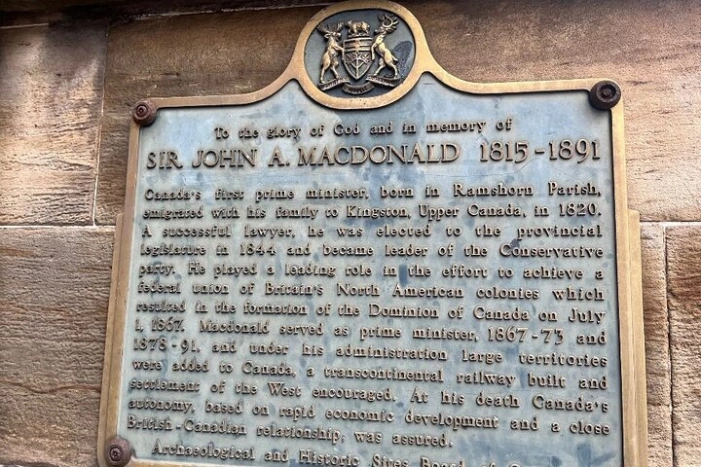 To the glory of God and in memory of
SIR JOHN A. MACDONALD 1815-1891
Canada's first prime minister, born in Ramshorn Parish,
emigrated with his family to Kingston, Upper Canada, in 1820.
A successful lawyer, he was elected to the provincial
legislature in 1844 and became leader of the Conservative
party. He played a leading role in the effort to achieve a
federal union of Britain's North American colonies which
resulted in the formation of the Dominion of Canada on July
1, 1867. Macdonald served as prime minister, 1867-73 and
1878-91, and under his administration large territories
were added to Canada, a transcontinental railway built and
settlement of the West encouraged. At his death Canada's
autonomy, based on rapid economic development and a close
British-Canadian relationship, was assured.
Archaeological and Historic Sites Board of